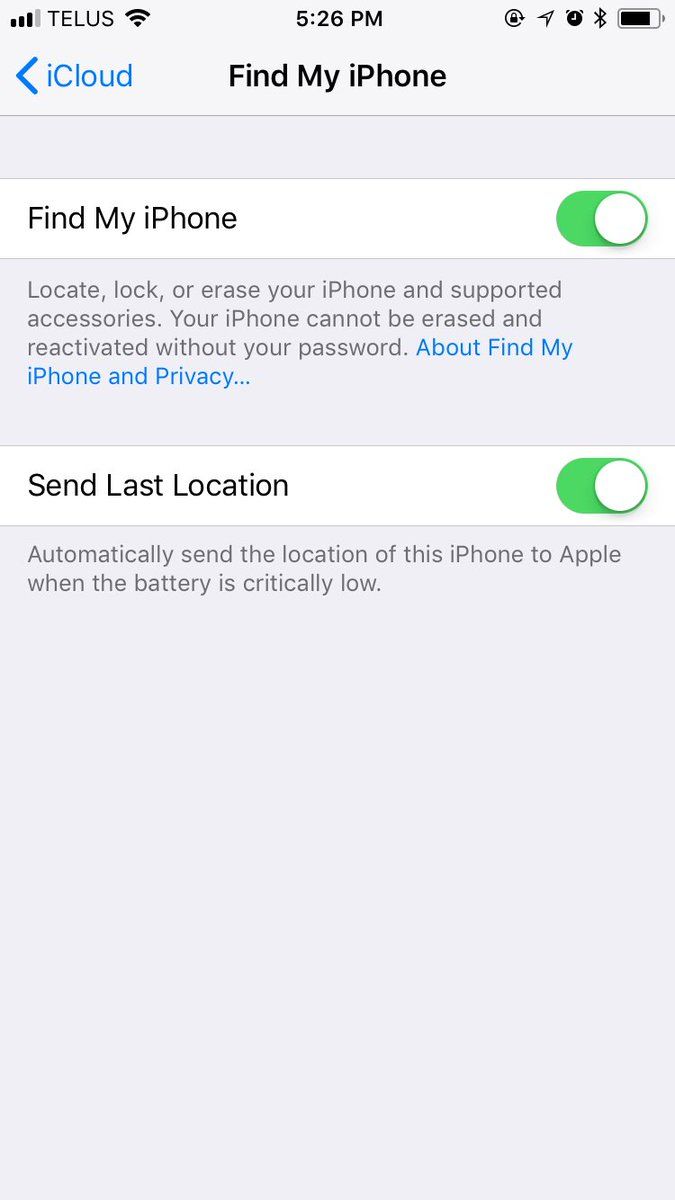 TELUS 5:26 PM
iCloud Find My iPhone
Find My iPhone
Locate, lock, or erase your iPhone and supported
accessories. Your iPhone cannot be erased and
reactivated without your password. About Find My
iPhone and Privacy...
Send Last Location
Automatically send the location of this iPhone to Apple
when the battery is critically low.